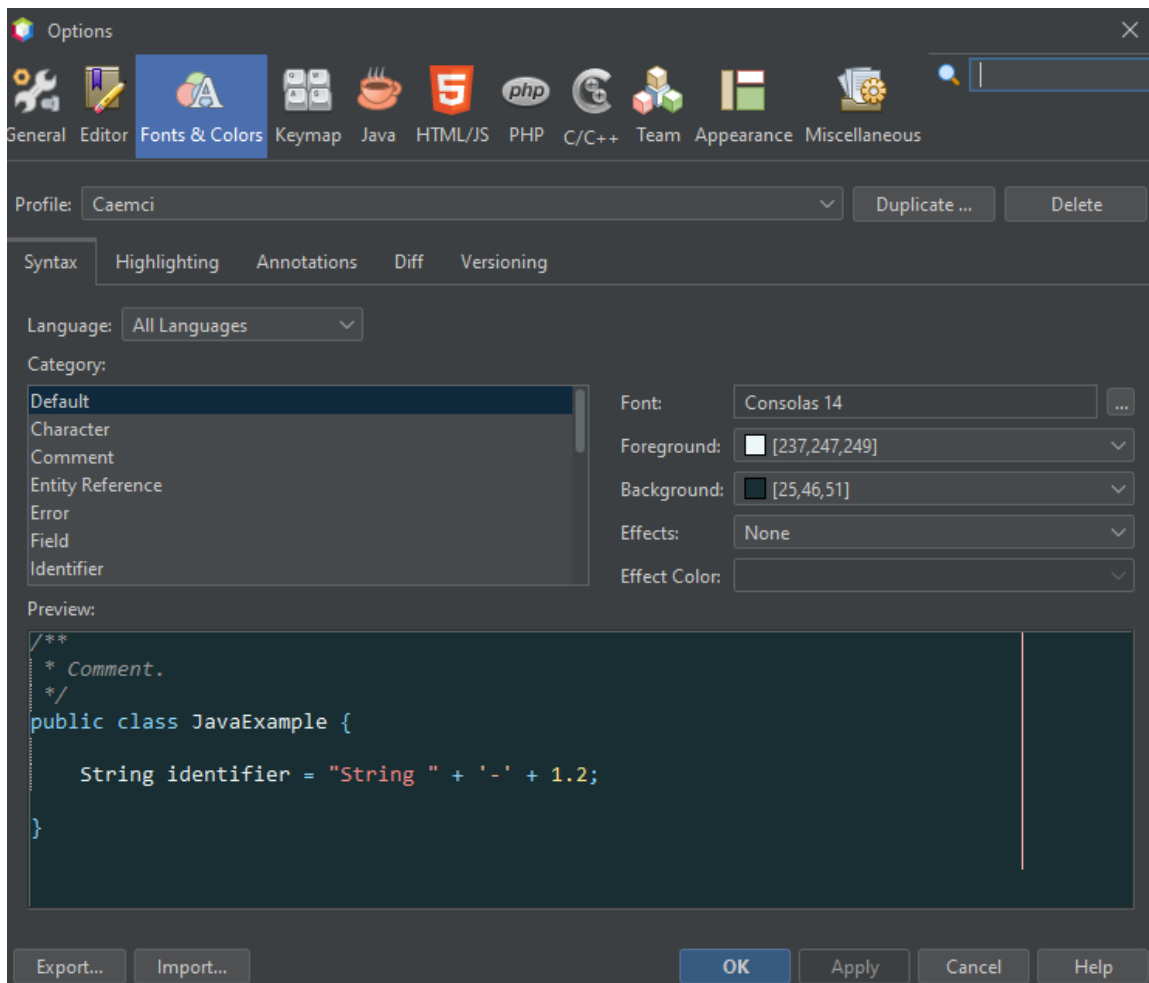 Options
General Editor Fonts & Colors Keymap Java HTML/JS PHP C/C++ Team Appearance Miscellaneous
Profile: Caemci Duplicate ... Delete
Syntax Highlighting Annotations Diff Versioning
Language: All Languages
Category:
Default
Character
Comment
Entity Reference
Error
Field
Identifier
Font: Consolas 14 ...
Foreground: [237,247,249]
Background: [25,46,51]
Effects: None
Effect Color:
Preview:
/**
 * Comment.
 */
public class JavaExample {
    String identifier = "String " + '-' + 1.2;
}
Export... Import... OK Apply Cancel Help